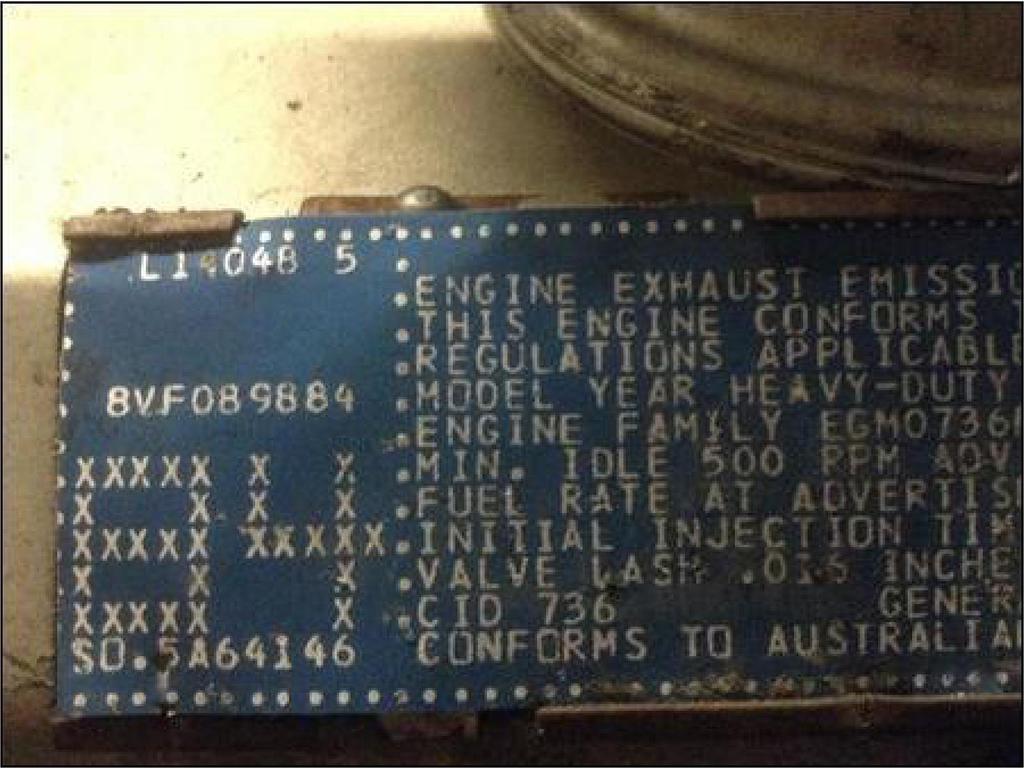 L14048 5
8VF089884
XXXXX X   X
X   X X   X
XXXXX XXXXX
X   X     X
XXXXX     X
SO.5A64146
ENGINE EXHAUST EMISSIO
THIS ENGINE CONFORMS
REGULATIONS APPLICABLE
MODEL YEAR HEAVY-DUTY
ENGINE FAMILY EGM0736
MIN. IDLE 500 RPM ADV
FUEL RATE AT ADVERTIS
INITIAL INJECTION TIM
VALVE LASH .016 INCHE
CID 736 GENER
CONFORMS TO AUSTRALIA